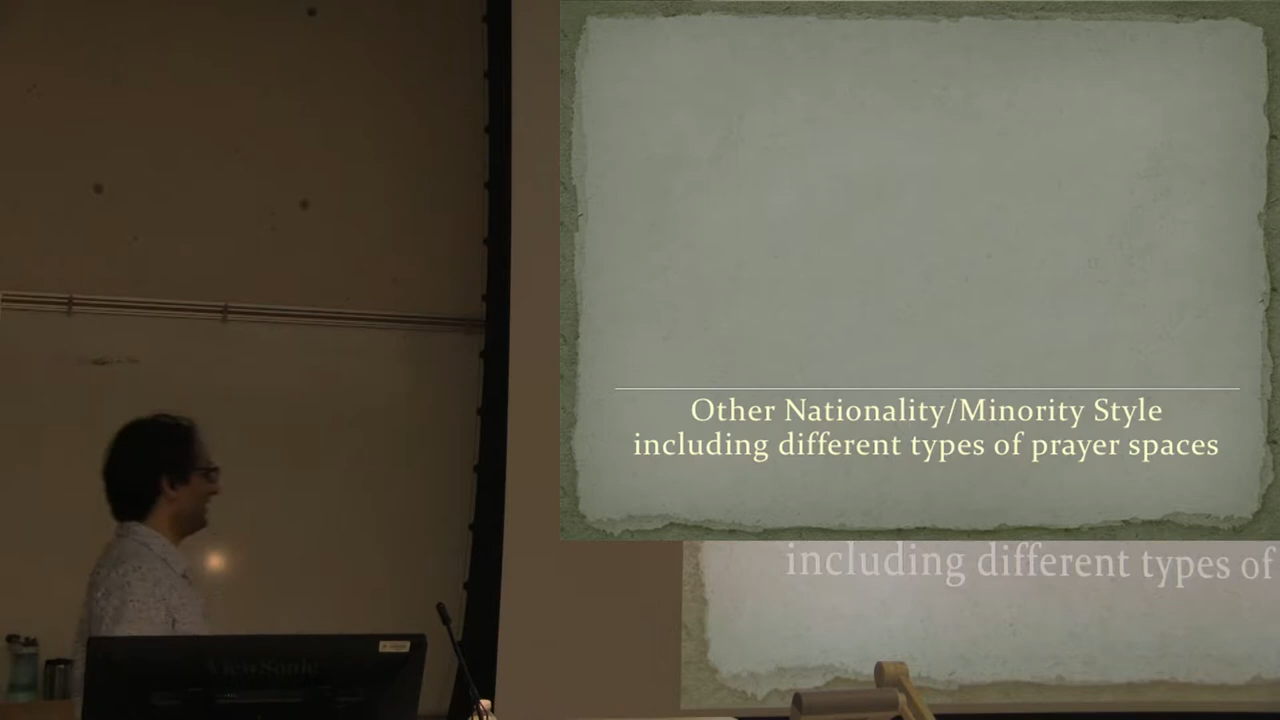 Other Nationality/Minority Style
including different types of prayer spaces
including different types of
ViewSonic